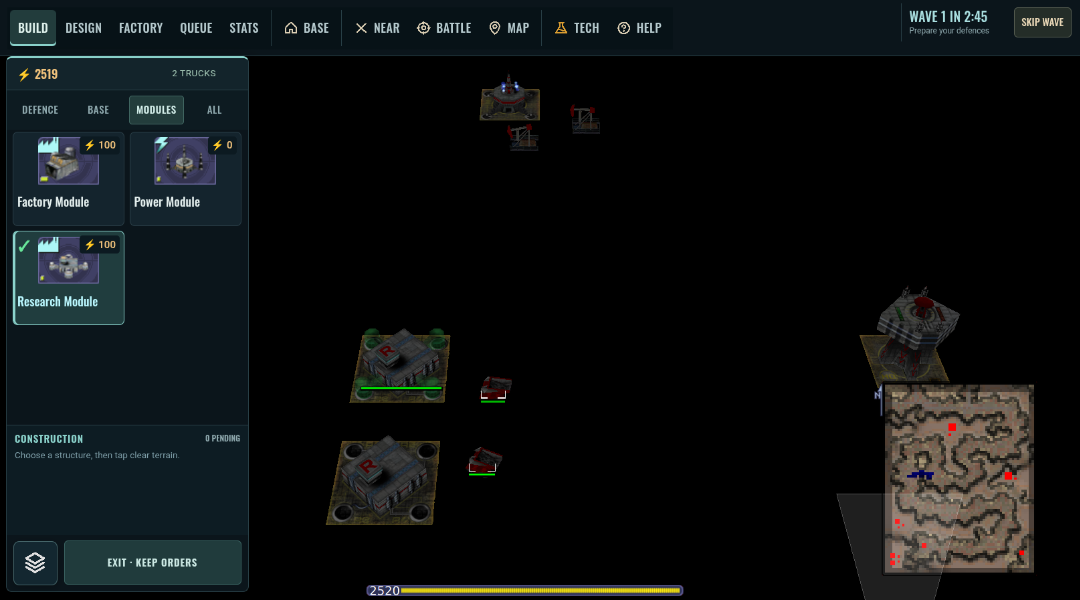 BUILD DESIGN FACTORY QUEUE STATS BASE NEAR BATTLE MAP TECH HELP
WAVE 1 IN 2:45
Prepare your defences
SKIP WAVE
2519
2 TRUCKS
DEFENCE BASE MODULES ALL
100
Factory Module
0
Power Module
100
Research Module
R
R
N
CONSTRUCTION
0 PENDING
Choose a structure, then tap clear terrain.
EXIT - KEEP ORDERS
2520